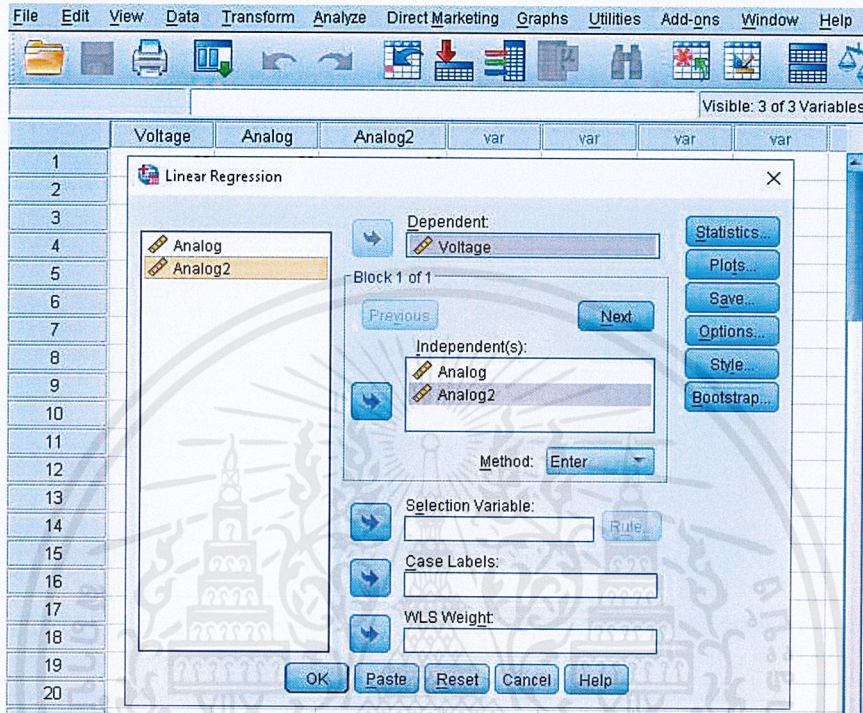 File Edit View Data Transform Analyze Direct Marketing Graphs Utilities Add-ons Window Help
Visible: 3 of 3 Variables
Voltage Analog Analog2 var var var var
1
2
3
4
5
6
7
8
9
10
11
12
13
14
15
16
17
18
19
20
Linear Regression
Analog
Analog2
Dependent:
Voltage
Block 1 of 1
Previous Next
Independent(s):
Analog
Analog2
Method: Enter
Selection Variable:
Rule...
Case Labels:
WLS Weight:
Statistics...
Plots...
Save...
Options...
Style...
Bootstrap...
OK Paste Reset Cancel Help